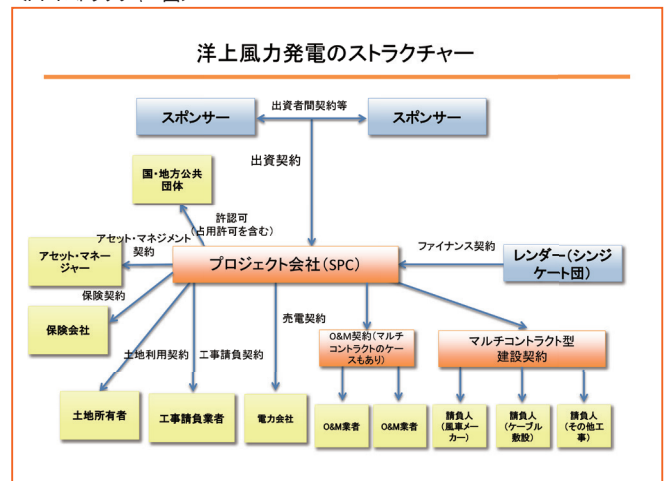 洋上風力発電のストラクチャー
出資者間契約等
スポンサー
スポンサー
出資契約
国・地方公共
団体
許認可
(占用許可を含む)
アセット・マネジメント
契約
アセット・マネー
ジャー
プロジェクト会社(SPC)
ファイナンス契約
レンダー(シンジ
ケート団)
保険契約
保険会社
売電契約
O&M契約(マルチ
コントラクトのケー
スもあり)
マルチコントラクト型
建設契約
土地利用契約
工事請負契約
土地所有者
工事請負業者
電力会社
O&M業者
O&M業者
請負人
(風車メー
カー)
請負人
(ケーブル
敷設)
請負人
(その他工
事)